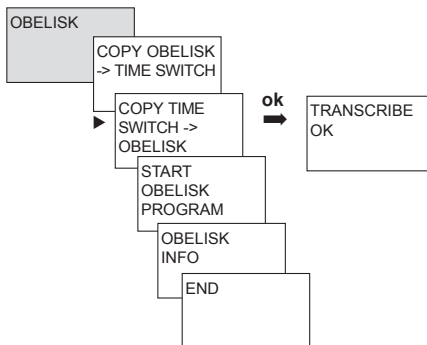 OBELISK
COPY OBELISK
-> TIME SWITCH
COPY TIME
SWITCH ->
OBELISK
ok
TRANSCRIBE
OK
START
OBELISK
PROGRAM
OBELISK
INFO
END